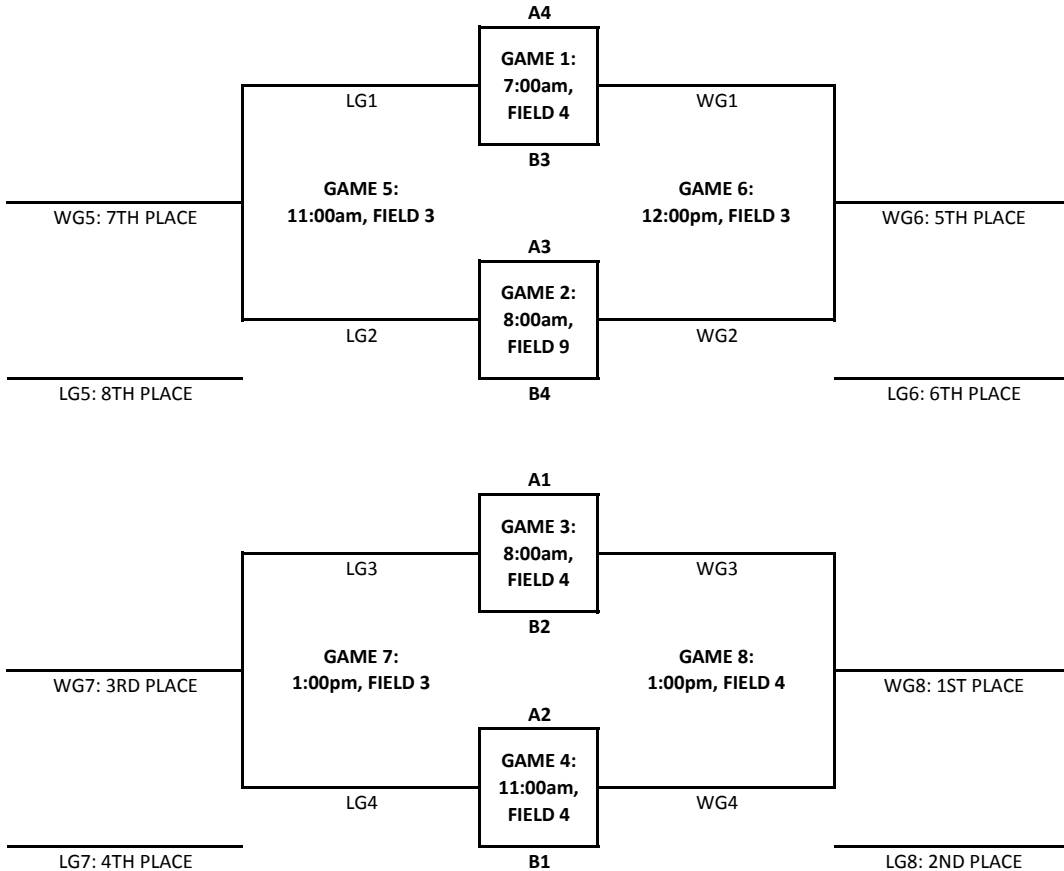 A4
GAME 1:
7:00am,
FIELD 4
LG1
WG1
B3
GAME 5:
11:00am, FIELD 3
GAME 6:
12:00pm, FIELD 3
WG5: 7TH PLACE
WG6: 5TH PLACE
A3
GAME 2:
8:00am,
FIELD 9
LG2
WG2
LG5: 8TH PLACE
B4
LG6: 6TH PLACE
A1
GAME 3:
8:00am,
FIELD 4
LG3
WG3
B2
GAME 7:
1:00pm, FIELD 3
GAME 8:
1:00pm, FIELD 4
WG7: 3RD PLACE
WG8: 1ST PLACE
A2
GAME 4:
11:00am,
FIELD 4
LG4
WG4
LG7: 4TH PLACE
B1
LG8: 2ND PLACE